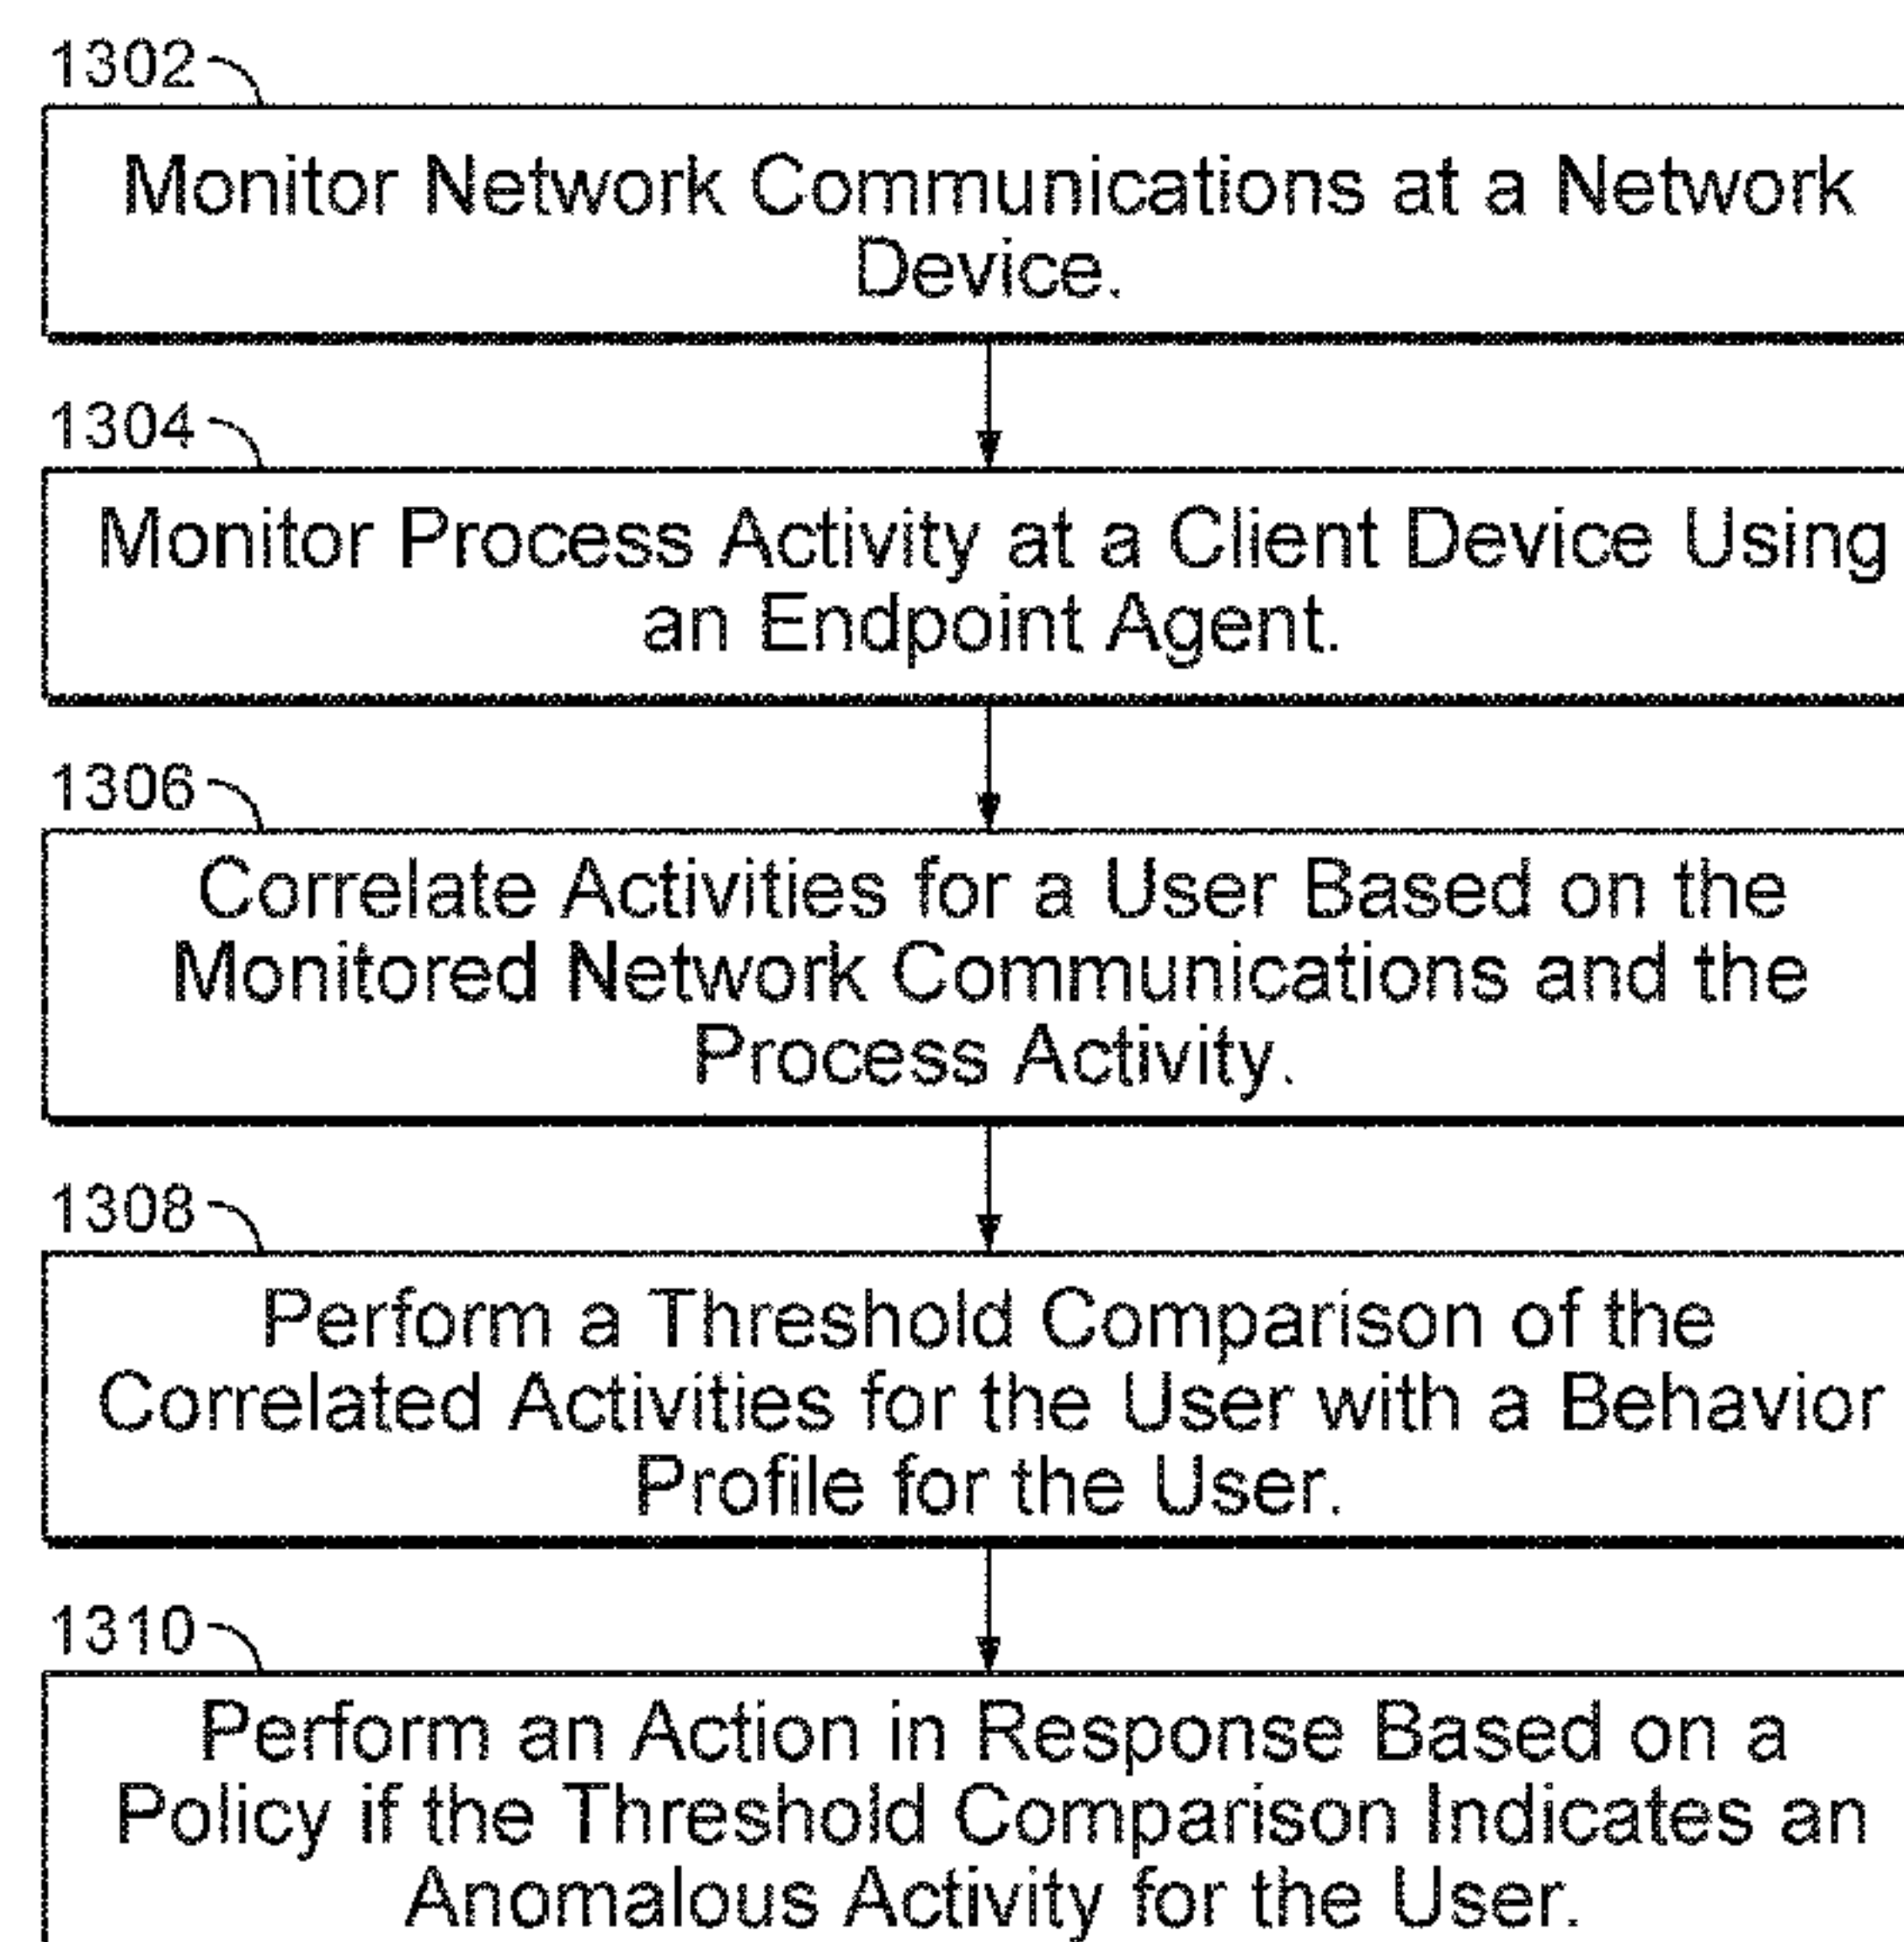 1302
Monitor Network Communications at a Network
Device.
1304
Monitor Process Activity at a Client Device Using
an Endpoint Agent.
1306
Correlate Activities for a User Based on the
Monitored Network Communications and the
Process Activity.
1308
Perform a Threshold Comparison of the
Correlated Activities for the User with a Behavior
Profile for the User.
1310
Perform an Action in Response Based on a
Policy if the Threshold Comparison Indicates an
Anomalous Activity for the User.